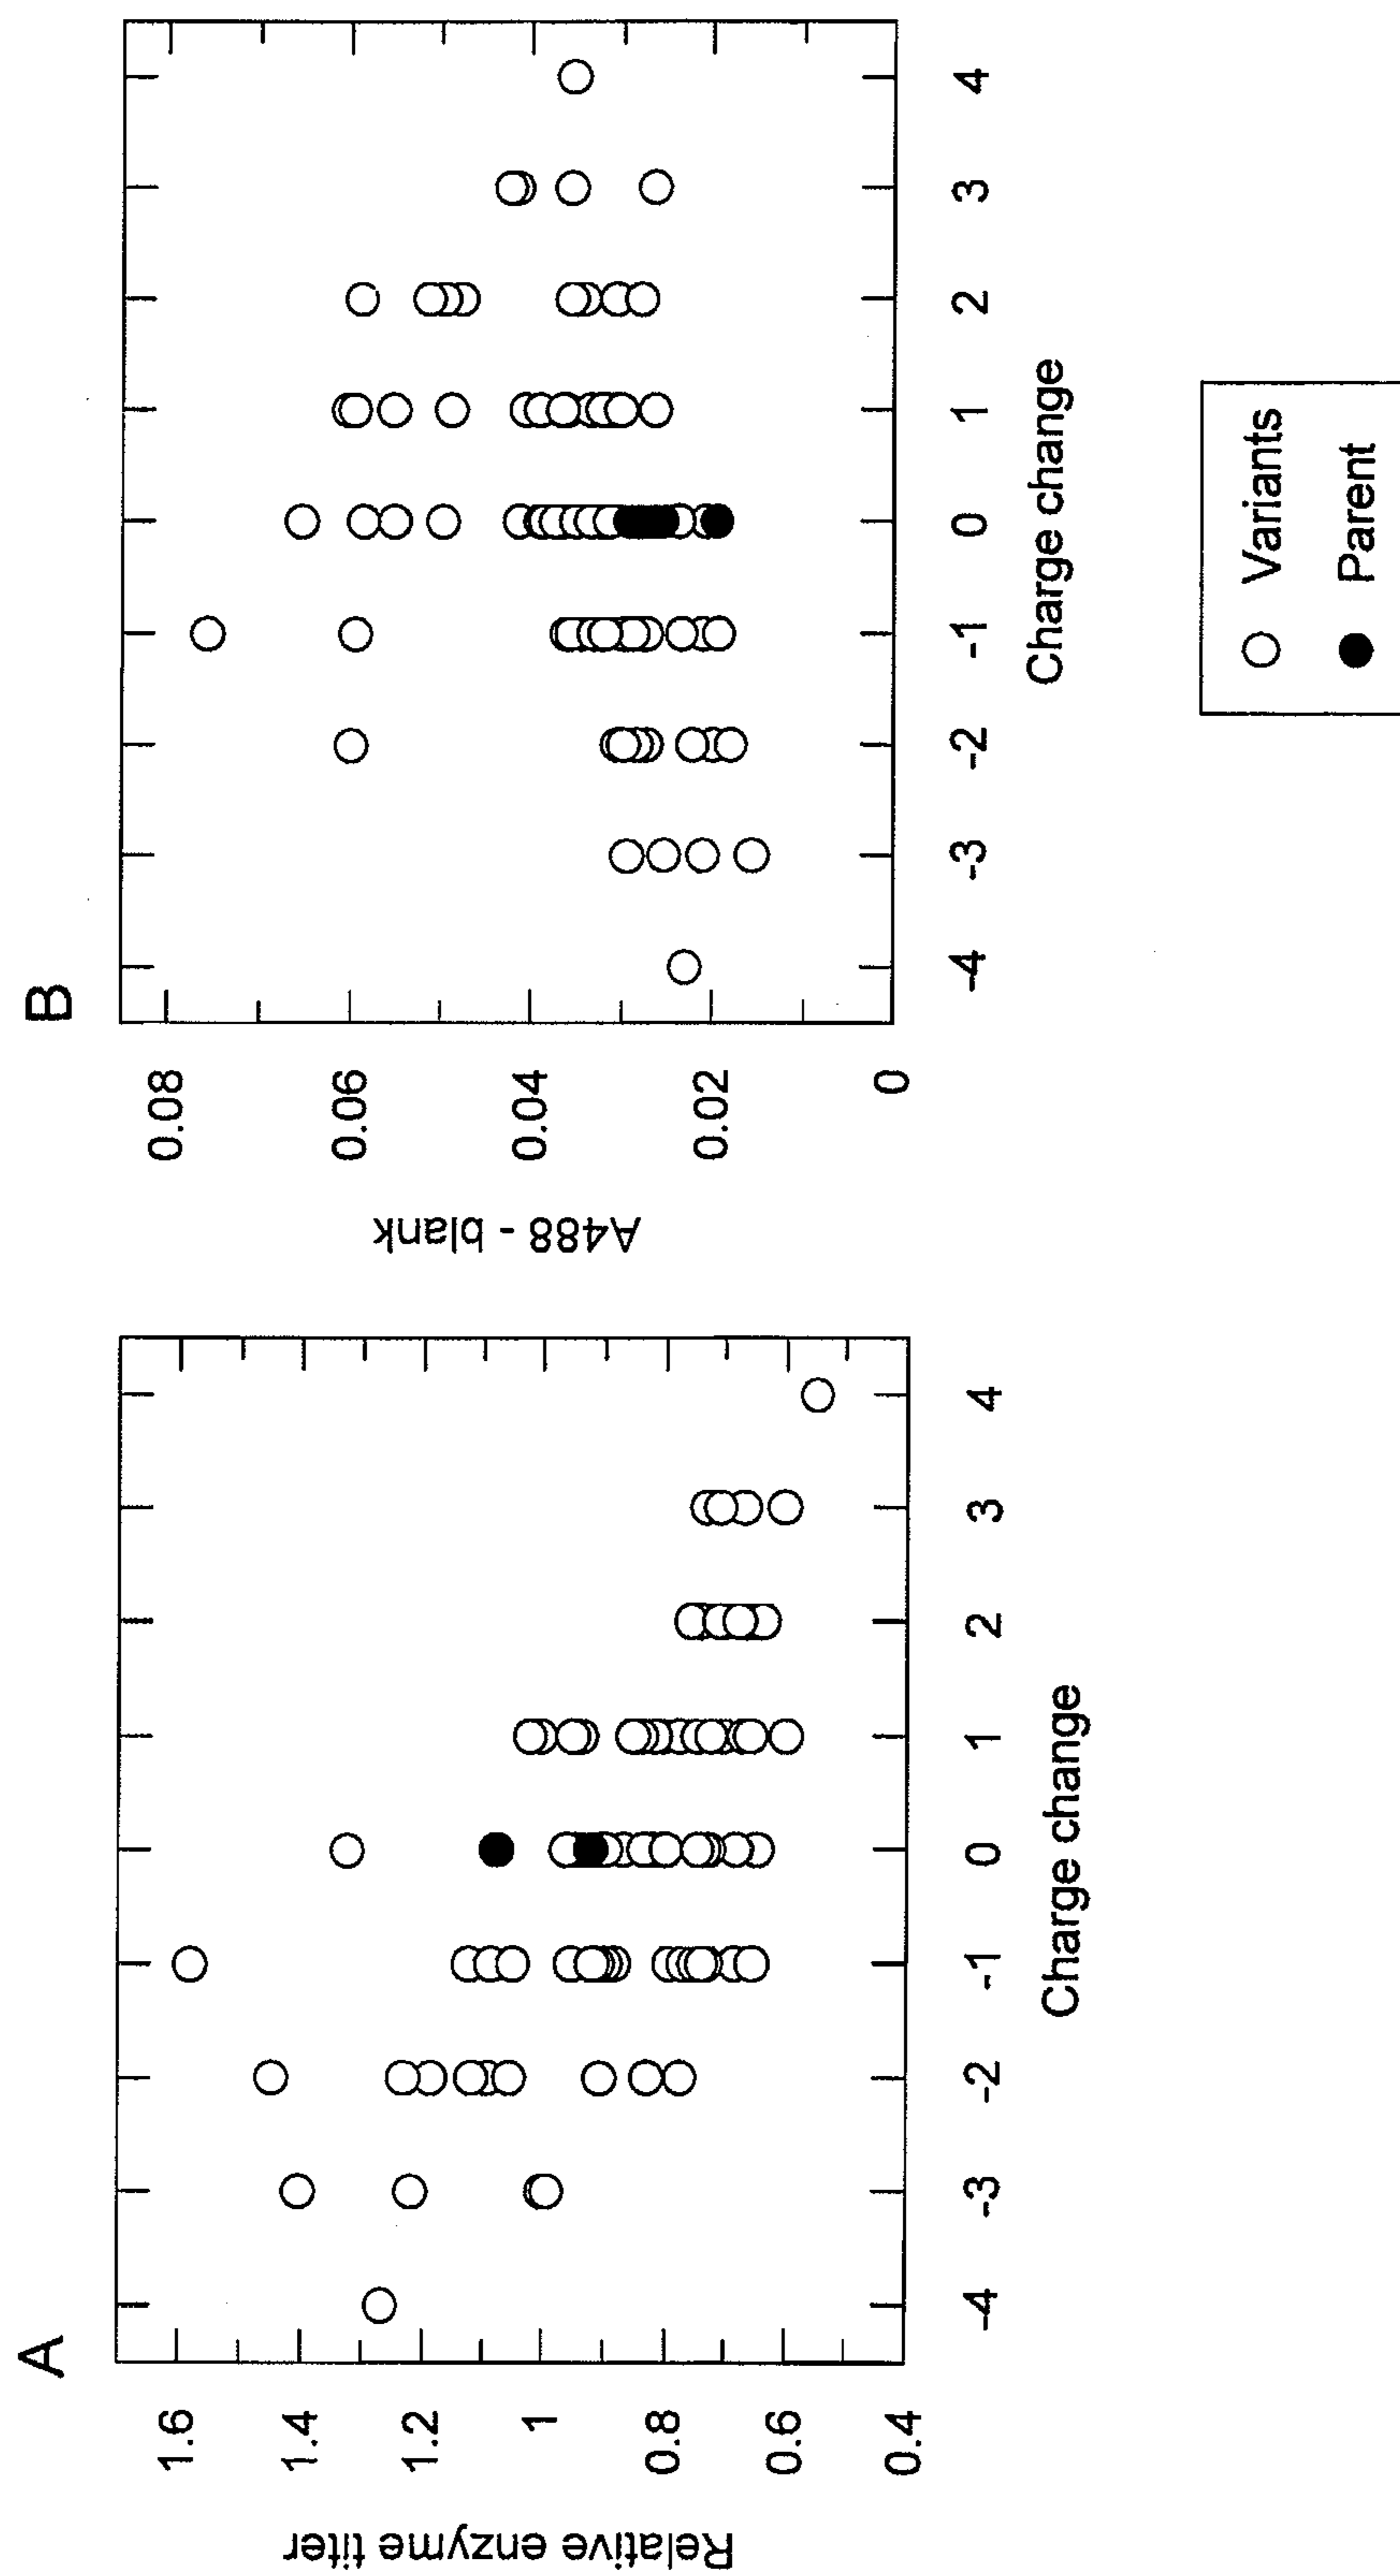 A
Relative enzyme titer
1.6
1.4
1.2
1
0.8
0.6
0.4
-4 -3 -2 -1 0 1 2 3 4
Charge change
B
A488 - blank
0.08
0.06
0.04
0.02
0
-4 -3 -2 -1 0 1 2 3 4
Charge change
Variants
Parent